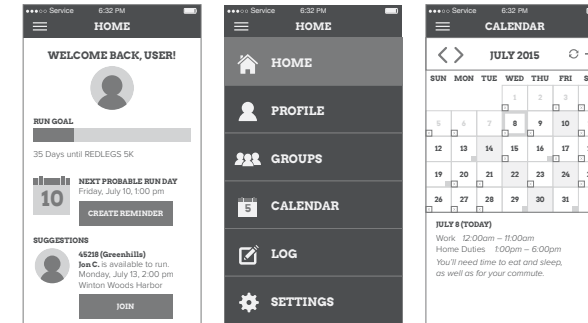 Service 6:32 PM
HOME
WELCOME BACK, USER!
RUN GOAL
35 Days until REDLEGS 5K
10
NEXT PROBABLE RUN DAY
Friday, July 10, 1:00 pm
CREATE REMINDER
SUGGESTIONS
45218 (Greenhills)
Jon C. is available to run.
Monday, July 13, 2:00 pm
Winton Woods Harbor
JOIN
Service 6:32 PM
HOME
HOME
PROFILE
GROUPS
5 CALENDAR
LOG
SETTINGS
Service 6:32 PM
CALENDAR
JULY 2015
SUN MON TUE WED THU FRI
1 2 3
5 6 7 8 9 10
12 13 14 15 16 17
19 20 21 22 23 24
26 27 28 29 30 31
JULY 8 (TODAY)
Work 12:00am – 11:00am
Home Duties 1:00pm – 6:00pm
You'll need time to eat and sleep,
as well as for your commute.